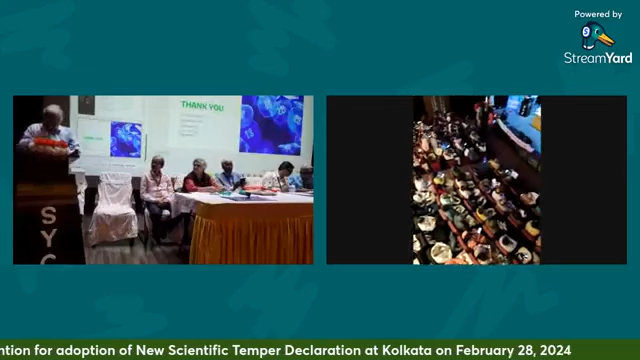 Powered by
StreamYard
THANK YOU
SYC
ntion for adoption of New Scientific Temper Declaration at Kolkata on February 28, 2024